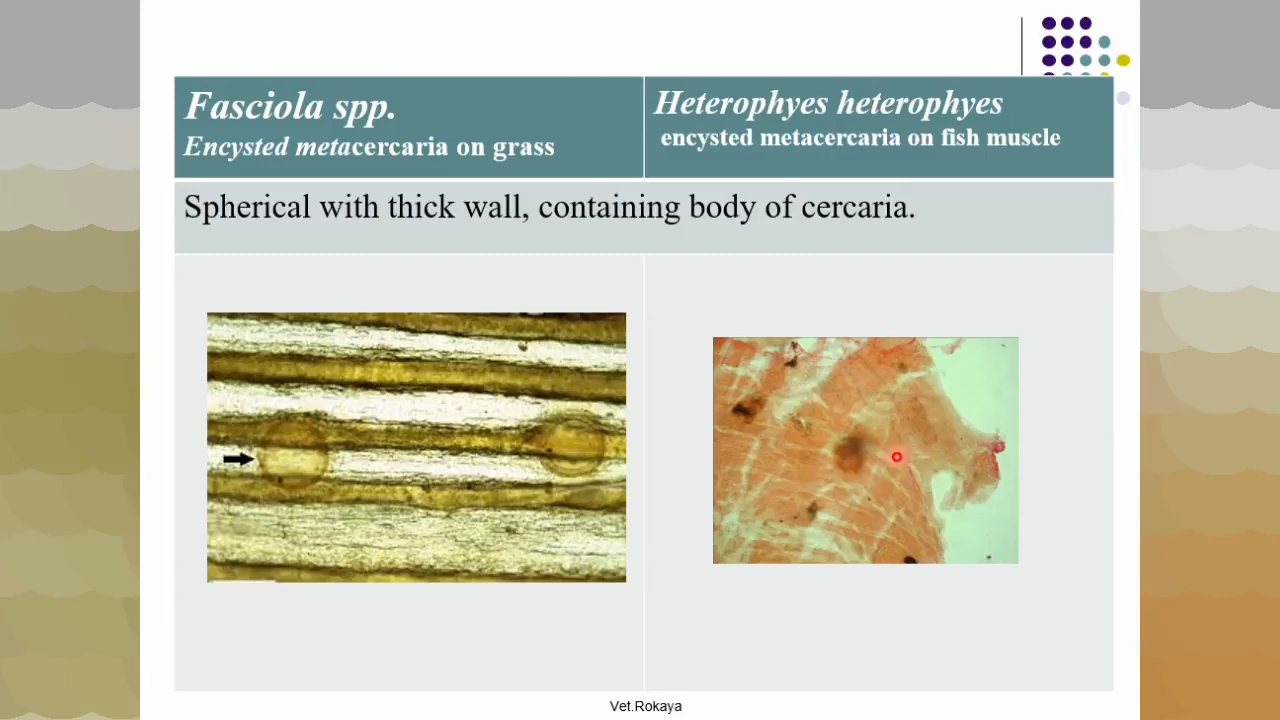 Fasciola spp.
Encysted metacercaria on grass
Heterophyes heterophyes
encysted metacercaria on fish muscle
Spherical with thick wall, containing body of cercaria.
Vet.Rokaya